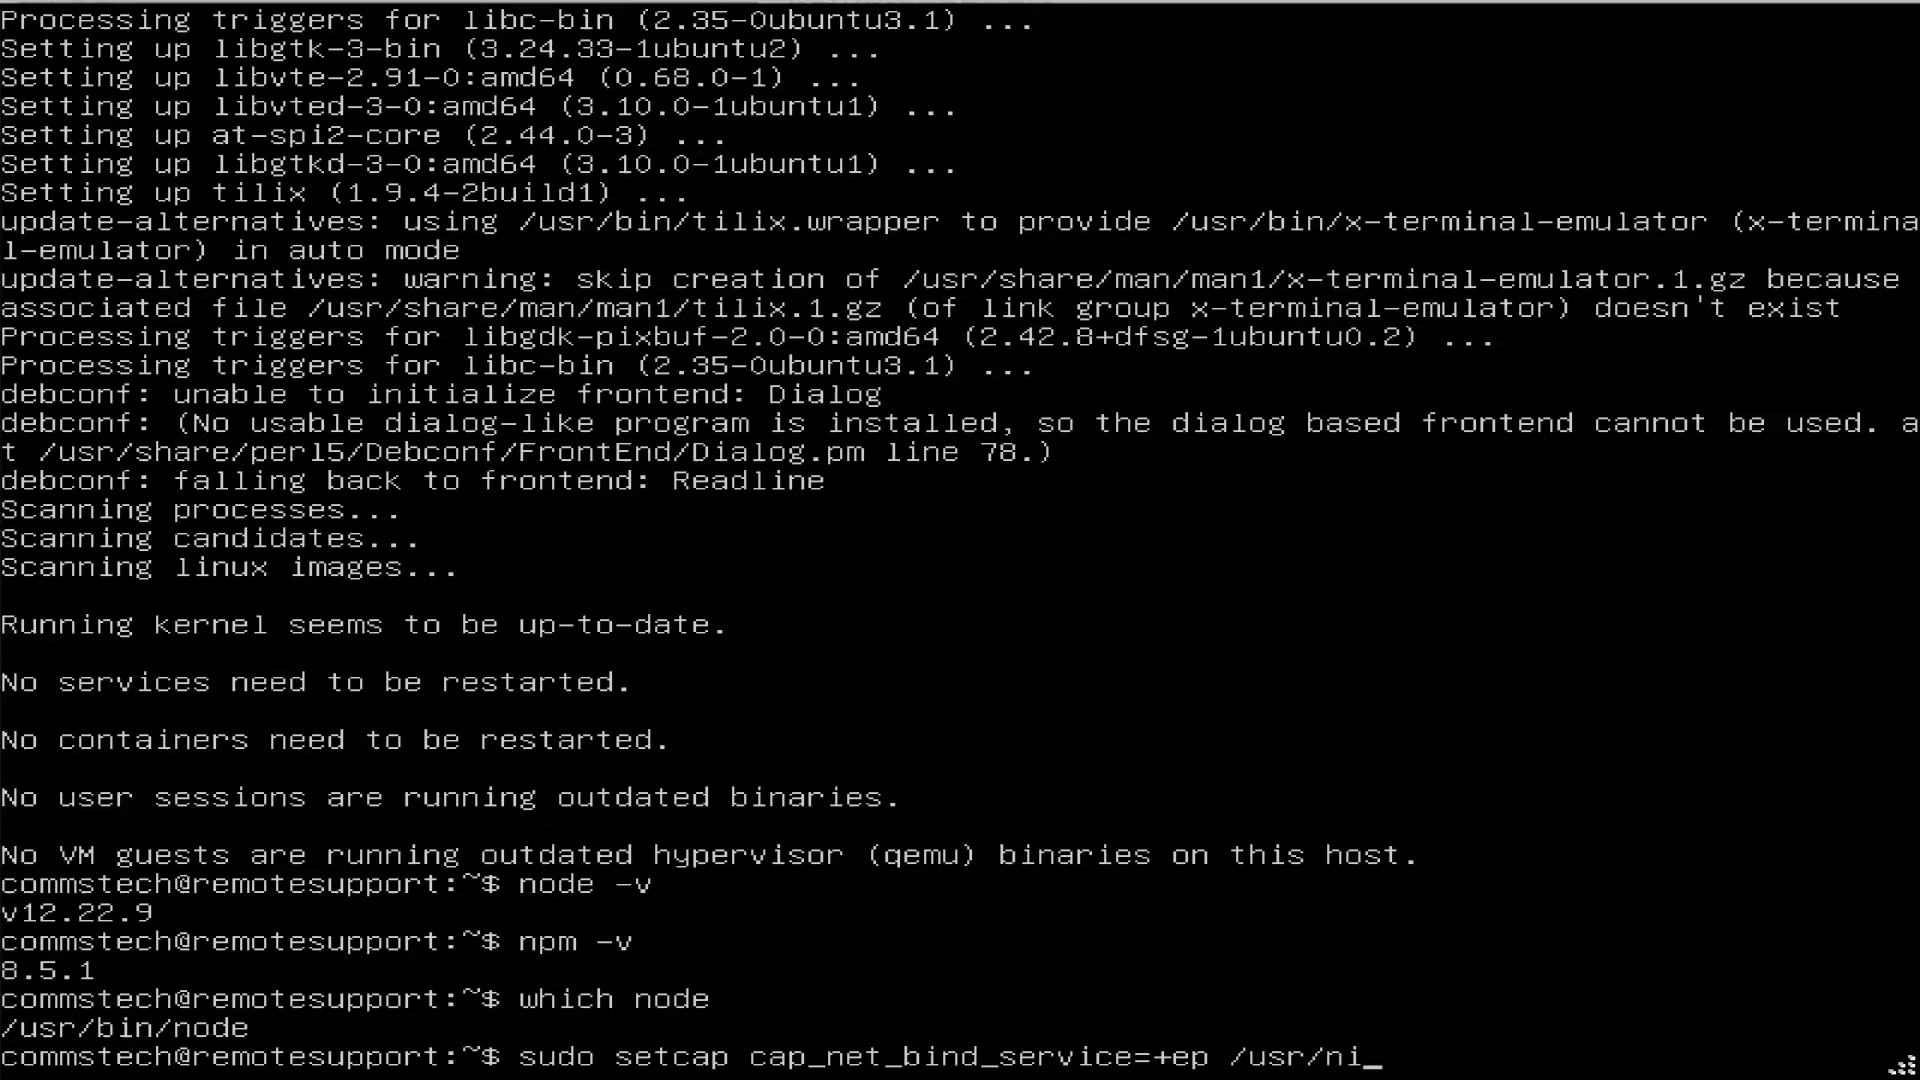 Processing triggers for libc-bin (2.35-0ubuntu3.1) ...
Setting up libgtk-3-bin (3.24.33-1ubuntu2) ...
Setting up libvte-2.91-0:amd64 (0.68.0-1) ...
Setting up libvted-3-0:amd64 (3.10.0-1ubuntu1) ...
Setting up at-spi2-core (2.44.0-3) ...
Setting up libgtkd-3-0:amd64 (3.10.0-1ubuntu1) ...
Setting up tilix (1.9.4-2build1) ...
update-alternatives: using /usr/bin/tilix.wrapper to provide /usr/bin/x-terminal-emulator (x-termina
l-emulator) in auto mode
update-alternatives: warning: skip creation of /usr/share/man/man1/x-terminal-emulator.1.gz because
associated file /usr/share/man/man1/tilix.1.gz (of link group x-terminal-emulator) doesn't exist
Processing triggers for libgdk-pixbuf-2.0-0:amd64 (2.42.8+dfsg-1ubuntu0.2) ...
Processing triggers for libc-bin (2.35-0ubuntu3.1) ...
debconf: unable to initialize frontend: Dialog
debconf: (No usable dialog-like program is installed, so the dialog based frontend cannot be used. a
t /usr/share/perl5/Debconf/FrontEnd/Dialog.pm line 78.)
debconf: falling back to frontend: Readline
Scanning processes...
Scanning candidates...
Scanning linux images...
Running kernel seems to be up-to-date.
No services need to be restarted.
No containers need to be restarted.
No user sessions are running outdated binaries.
No VM guests are running outdated hypervisor (qemu) binaries on this host.
commstech@remotesupport:~$ node -v
v12.22.9
commstech@remotesupport:~$ npm -v
8.5.1
commstech@remotesupport:~$ which node
/usr/bin/node
commstech@remotesupport:~$ sudo setcap cap_net_bind_service=+ep /usr/ni_